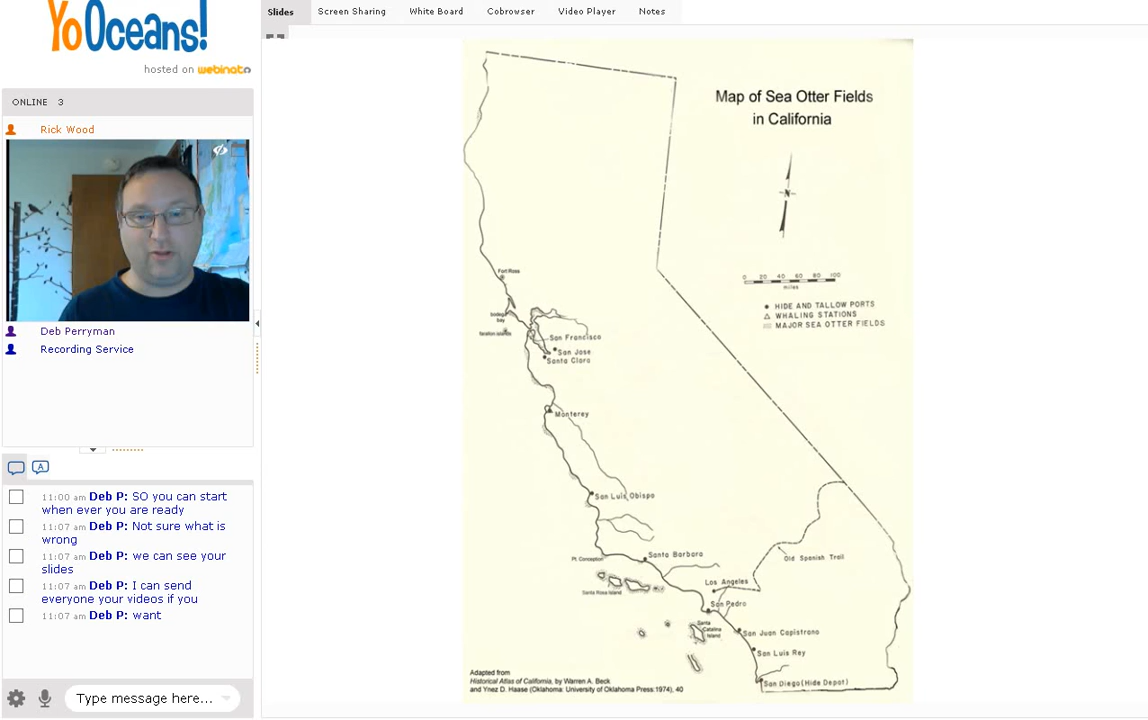 YoOceans!
hosted on webinato
ONLINE 3
Rick Wood
Deb Perryman
Recording Service
11:00 am Deb P: SO you can start
when ever you are ready
11:07 am Deb P: Not sure what is
wrong
11:07 am Deb P: we can see your
slides
11:07 am Deb P: I can send
everyone your videos if you
11:07 am Deb P: want
Type message here...
Slides
Screen Sharing
White Board
Cobrowser
Video Player
Notes
Map of Sea Otter Fields
in California
N
0 20 40 60 80 100
miles
HIDE AND TALLOW PORTS
WHALING STATIONS
MAJOR SEA OTTER FIELDS
Fort Ross
bodega
bay
farallon islands
San Francisco
San Jose
Santa Clara
Monterey
San Luis Obispo
Pt. Conception
Santa Barbara
Santa Rosa Island
Old Spanish Trail
Los Angeles
San Pedro
Santa
Catalina
Island
San Juan Capistrano
San Luis Rey
San Diego (Hide Depot)
Adapted from
Historical Atlas of California, by Warren A. Beck
and Ynez D. Haase (Oklahoma: University of Oklahoma Press:1974), 40